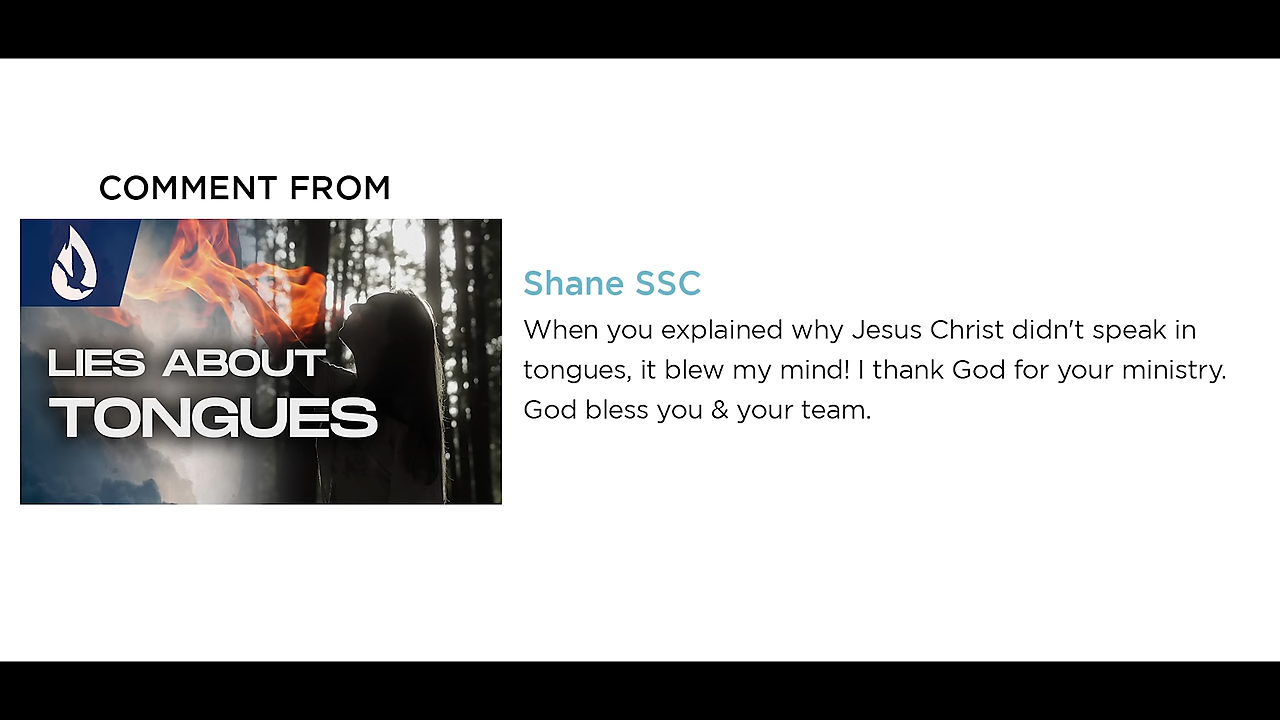 COMMENT FROM
LIES ABOUT
TONGUES
Shane SSC
When you explained why Jesus Christ didn't speak in
tongues, it blew my mind! I thank God for your ministry.
God bless you & your team.